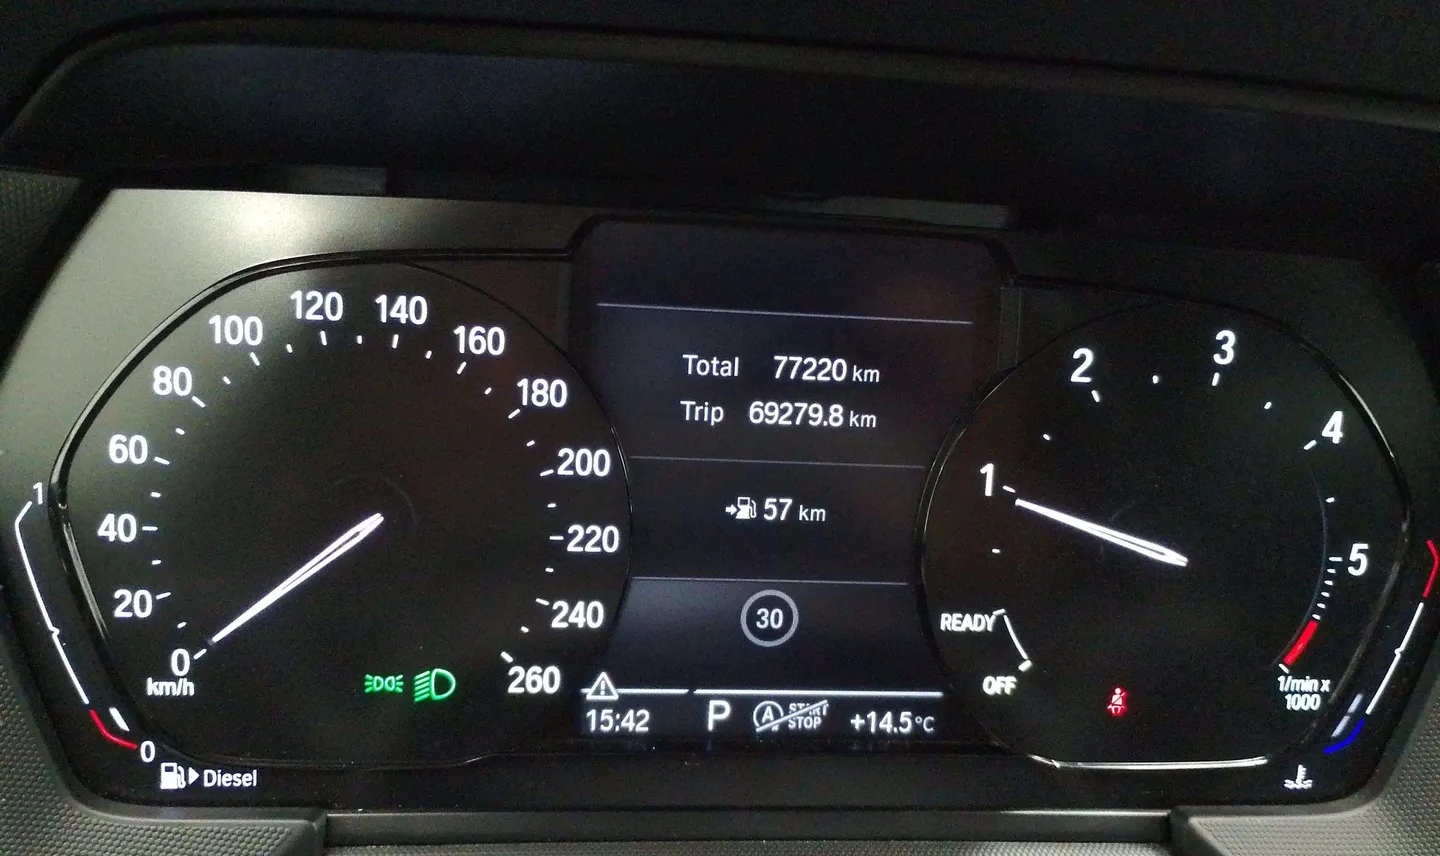 120 140
100 160
80 180
60 200
40 220
20 240
0 260
km/h
1
0
Diesel
Total 77220 km
Trip 69279.8 km
57 km
30
15:42 P A START STOP +14.5°C
1 2 3 4 5
READY
OFF
1/min x
1000